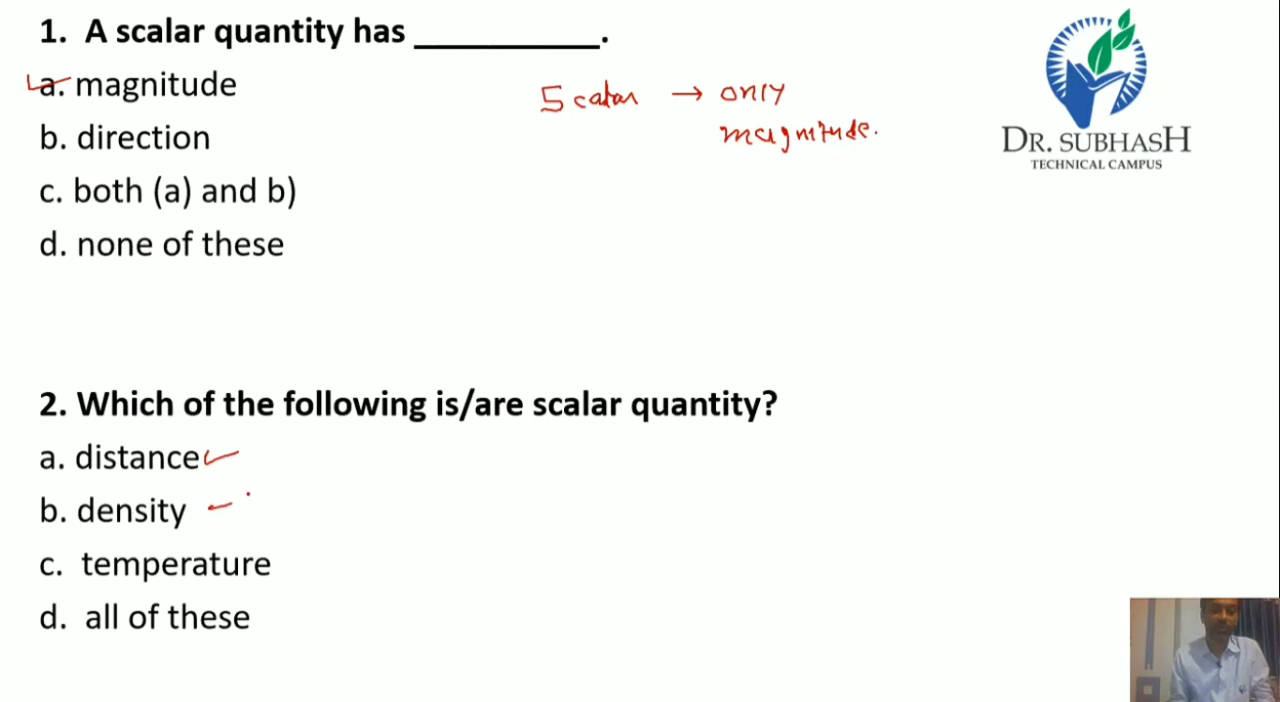 1. A scalar quantity has __________.
a. magnitude
b. direction
c. both (a) and b)
d. none of these
Scalar → only
magnitude.
DR. SUBHASH
TECHNICAL CAMPUS
2. Which of the following is/are scalar quantity?
a. distance
b. density
c. temperature
d. all of these